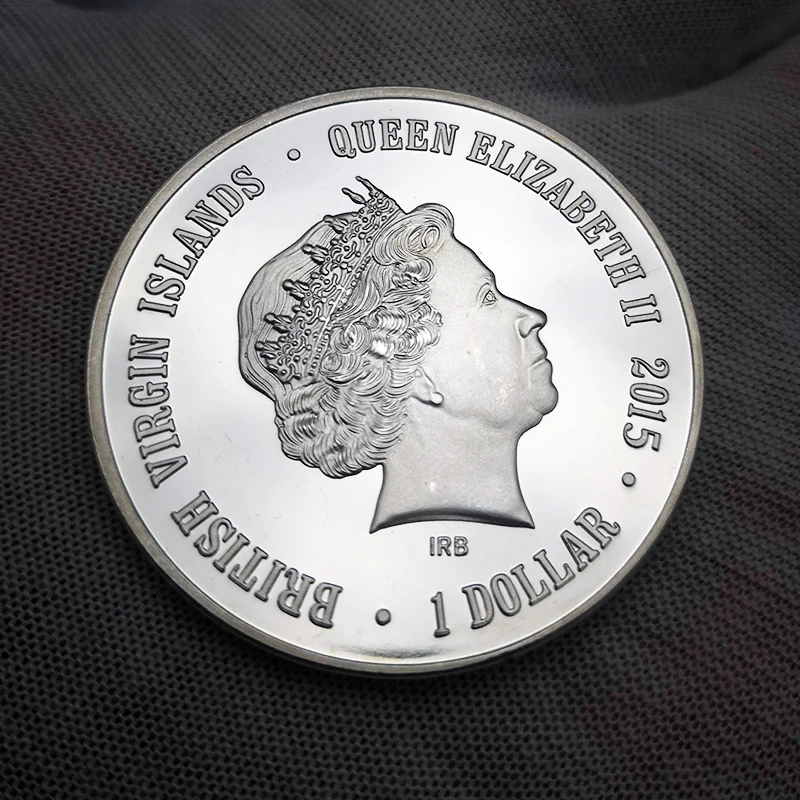 BRITISH VIRGIN ISLANDS • QUEEN ELIZABETH II 2015 • 1 DOLLAR •
IRB